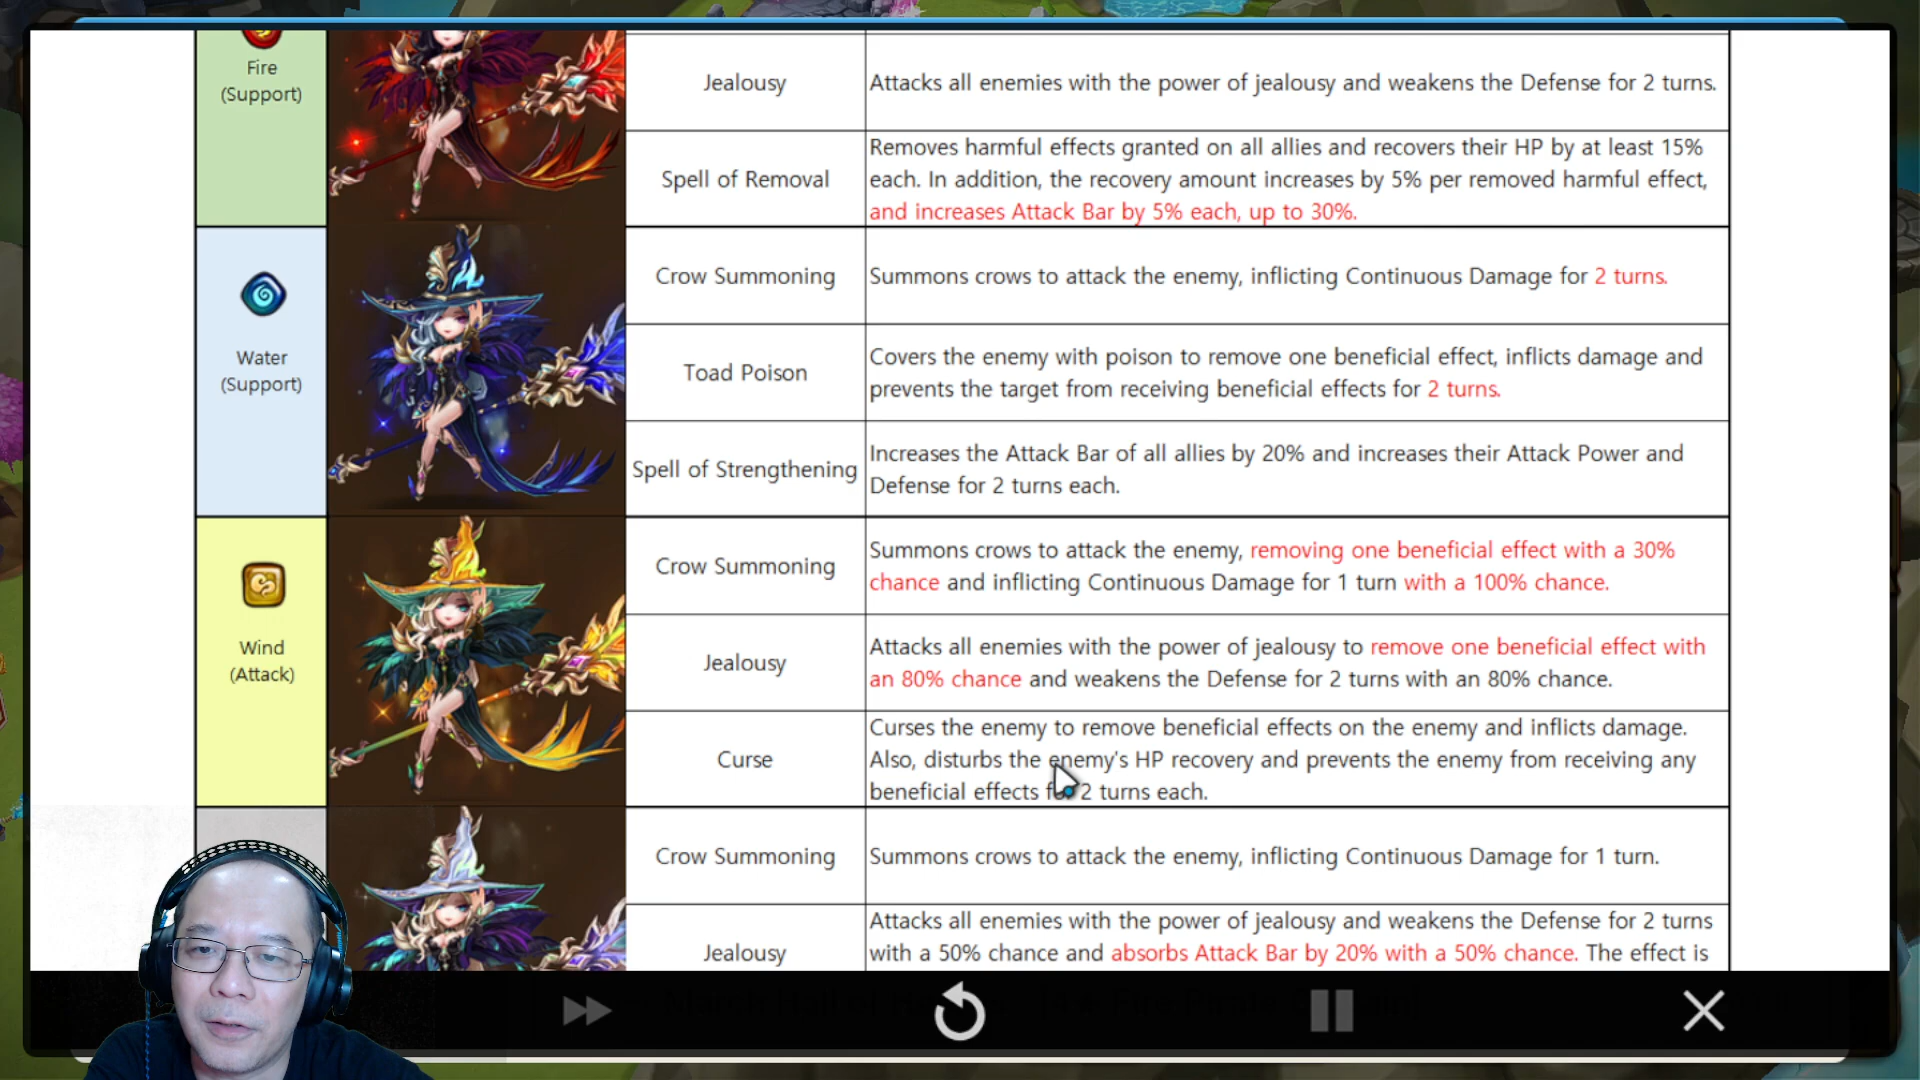 Fire
(Support)
Jealousy
Attacks all enemies with the power of jealousy and weakens the Defense for 2 turns.
Spell of Removal
Removes harmful effects granted on all allies and recovers their HP by at least 15%
each. In addition, the recovery amount increases by 5% per removed harmful effect,
and increases Attack Bar by 5% each, up to 30%.
Water
(Support)
Crow Summoning
Summons crows to attack the enemy, inflicting Continuous Damage for 2 turns.
Toad Poison
Covers the enemy with poison to remove one beneficial effect, inflicts damage and
prevents the target from receiving beneficial effects for 2 turns.
Spell of Strengthening
Increases the Attack Bar of all allies by 20% and increases their Attack Power and
Defense for 2 turns each.
Wind
(Attack)
Crow Summoning
Summons crows to attack the enemy, removing one beneficial effect with a 30%
chance and inflicting Continuous Damage for 1 turn with a 100% chance.
Jealousy
Attacks all enemies with the power of jealousy to remove one beneficial effect with
an 80% chance and weakens the Defense for 2 turns with an 80% chance.
Curse
Curses the enemy to remove beneficial effects on the enemy and inflicts damage.
Also, disturbs the enemy's HP recovery and prevents the enemy from receiving any
beneficial effects for 2 turns each.
Crow Summoning
Summons crows to attack the enemy, inflicting Continuous Damage for 1 turn.
Jealousy
Attacks all enemies with the power of jealousy and weakens the Defense for 2 turns
with a 50% chance and absorbs Attack Bar by 20% with a 50% chance. The effect is